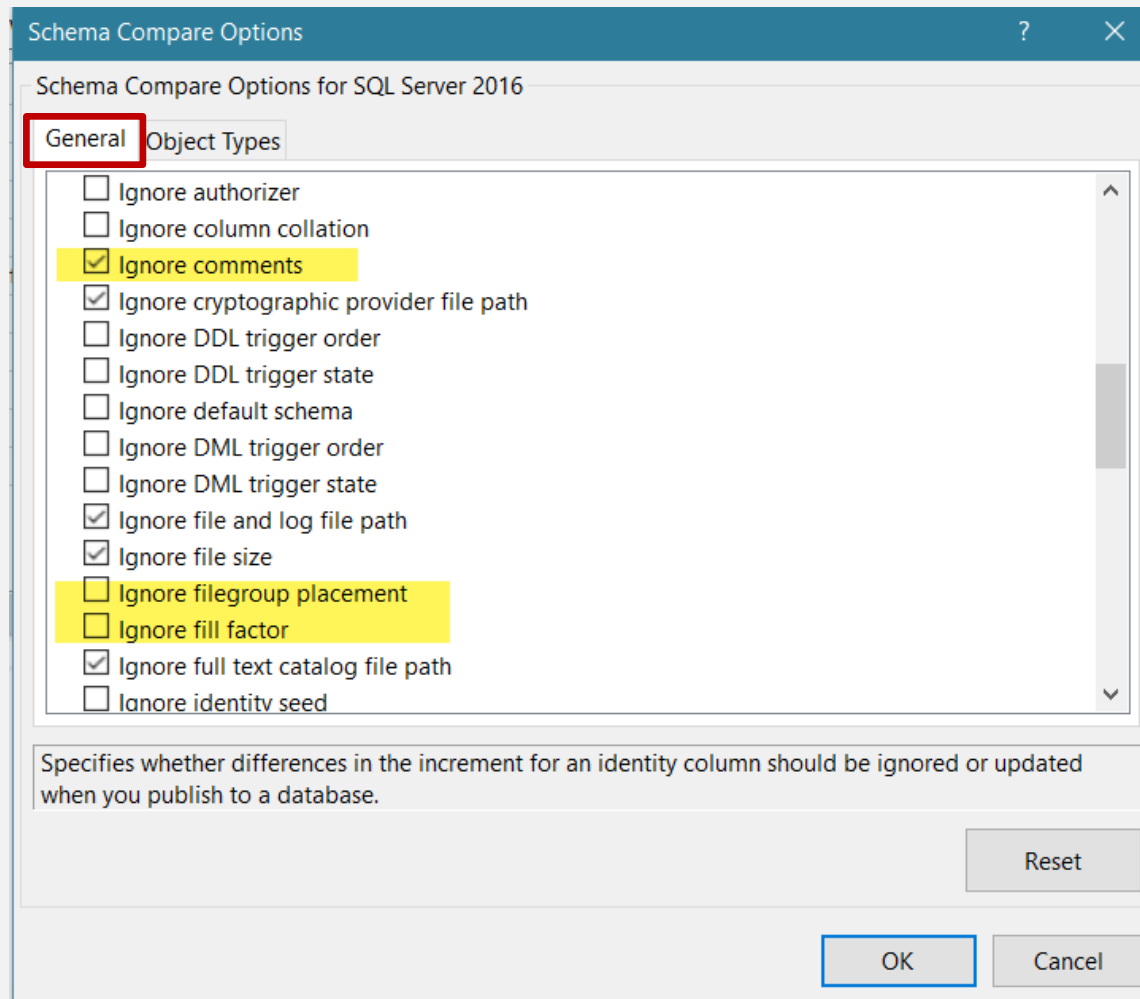 Schema Compare Options
?
Schema Compare Options for SQL Server 2016
General
Object Types
Ignore authorizer
Ignore column collation
Ignore comments
Ignore cryptographic provider file path
Ignore DDL trigger order
Ignore DDL trigger state
Ignore default schema
Ignore DML trigger order
Ignore DML trigger state
Ignore file and log file path
Ignore file size
Ignore filegroup placement
Ignore fill factor
Ignore full text catalog file path
Ignore identity seed
Specifies whether differences in the increment for an identity column should be ignored or updated
when you publish to a database.
Reset
OK
Cancel